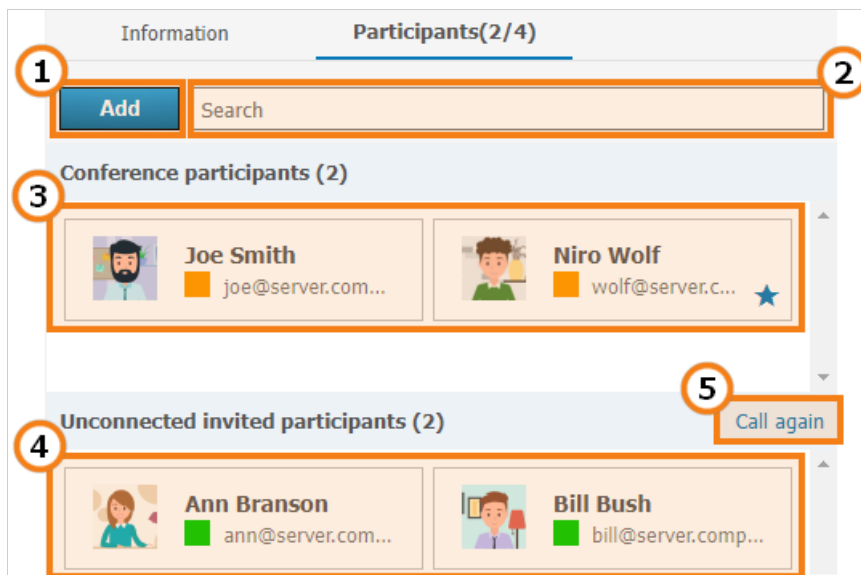 Information Participants(2/4)
1 2
Add Search
Conference participants (2)
3
Joe Smith Niro Wolf
joe@server.com... wolf@server.c...
5
Unconnected invited participants (2) Call again
4
Ann Branson Bill Bush
ann@server.com... bill@server.comp...